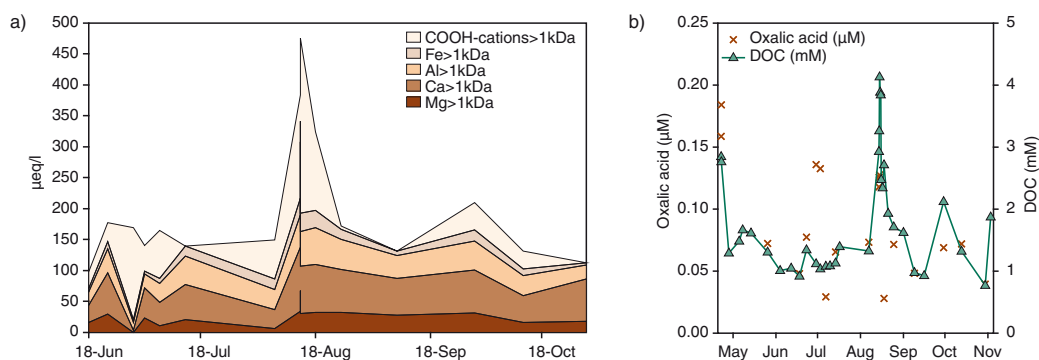 a)
500
450
400
350
300
250
200
150
100
50
0
µeq/l
COOH-cations>1kDa
Fe>1kDa
Al>1kDa
Ca>1kDa
Mg>1kDa
18-Jun
18-Jul
18-Aug
18-Sep
18-Oct
b)
0.25
0.20
0.15
0.10
0.05
0.00
Oxalic acid (µM)
Oxalic acid (µM)
DOC (mM)
5
4
3
2
1
0
DOC (mM)
May
Jun
Jul
Aug
Sep
Oct
Nov